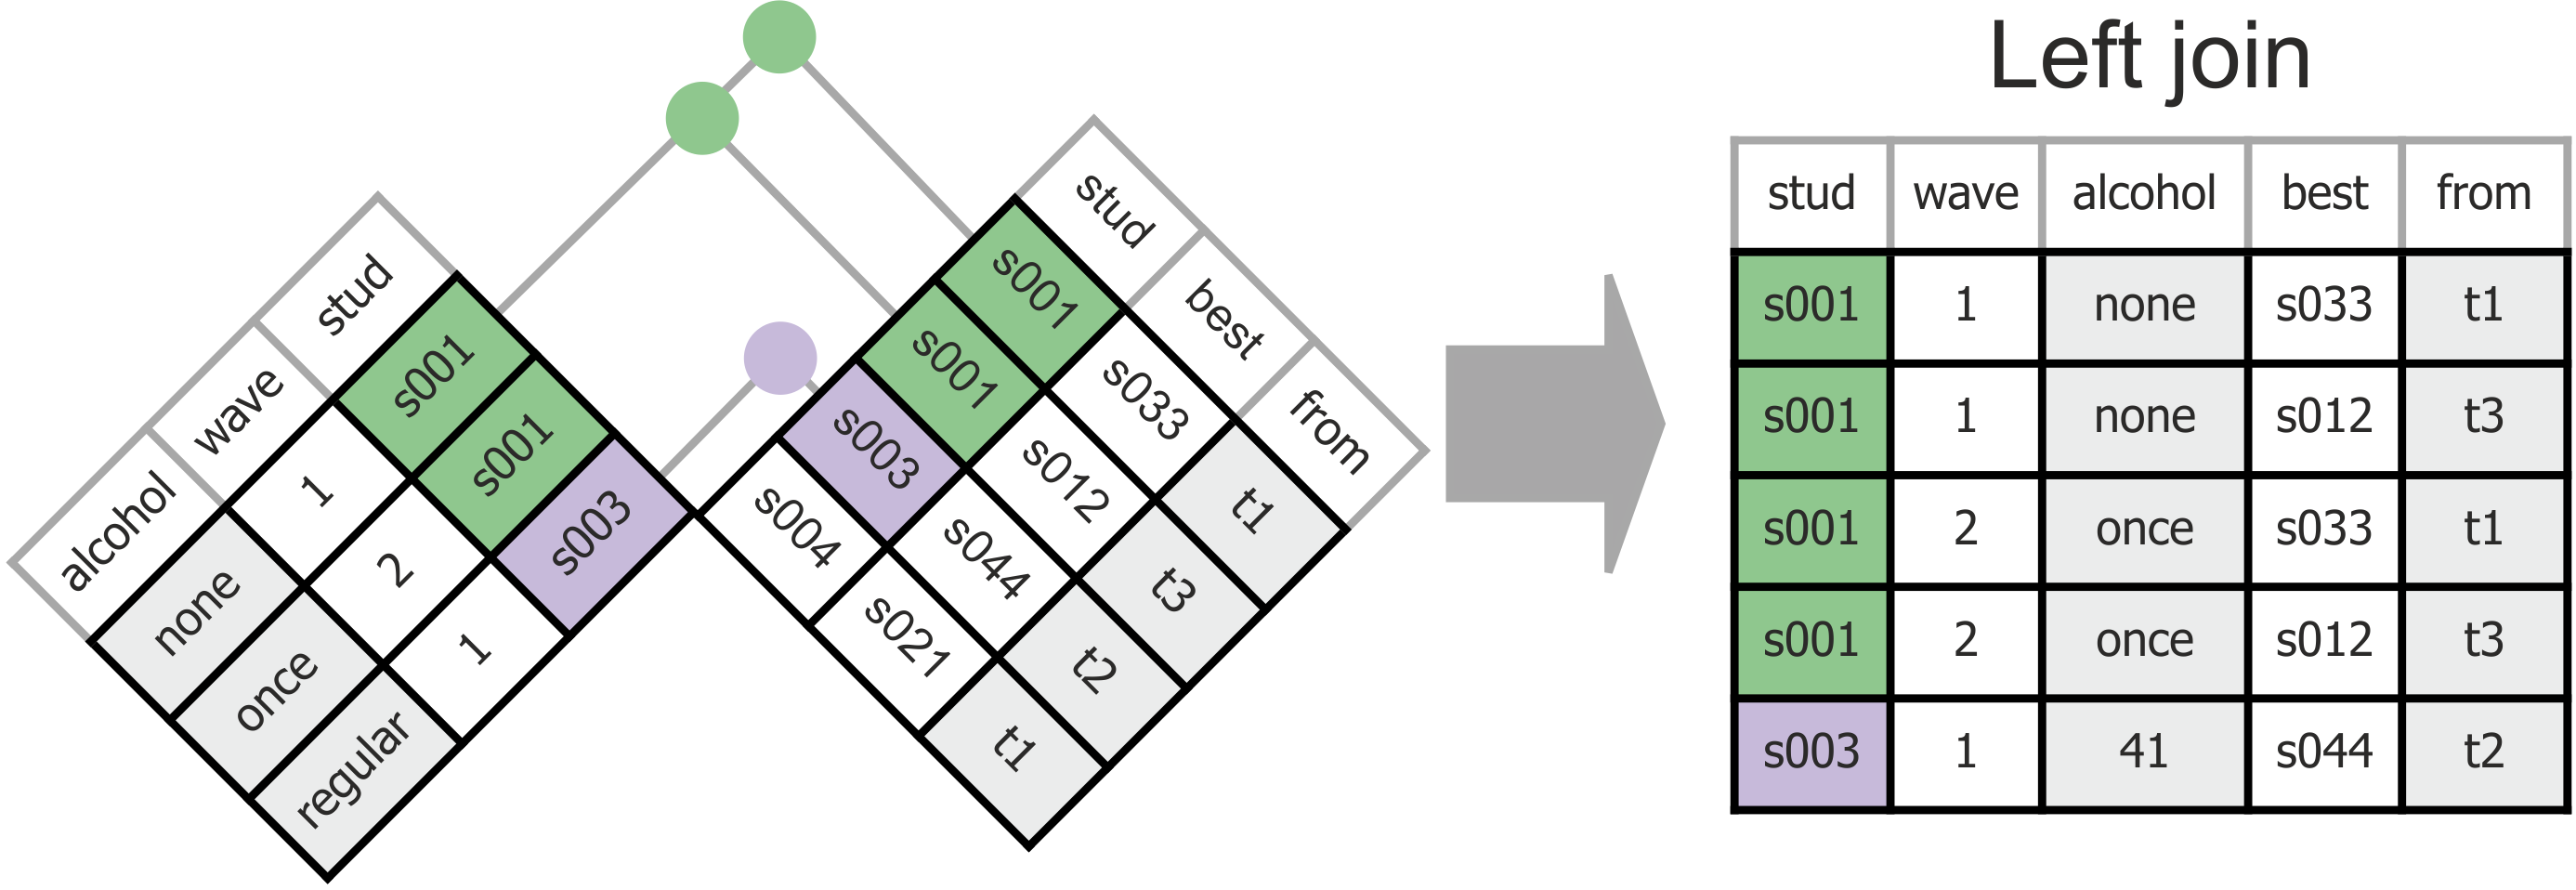 Left join
alcohol wave stud
none 1 s001
once 2 s001
regular 1 s003
stud best from
s001 s033 t1
s001 s012 t3
s003 s044 t2
s004 s021 t1
stud wave alcohol best from
s001 1 none s033 t1
s001 1 none s012 t3
s001 2 once s033 t1
s001 2 once s012 t3
s003 1 41 s044 t2